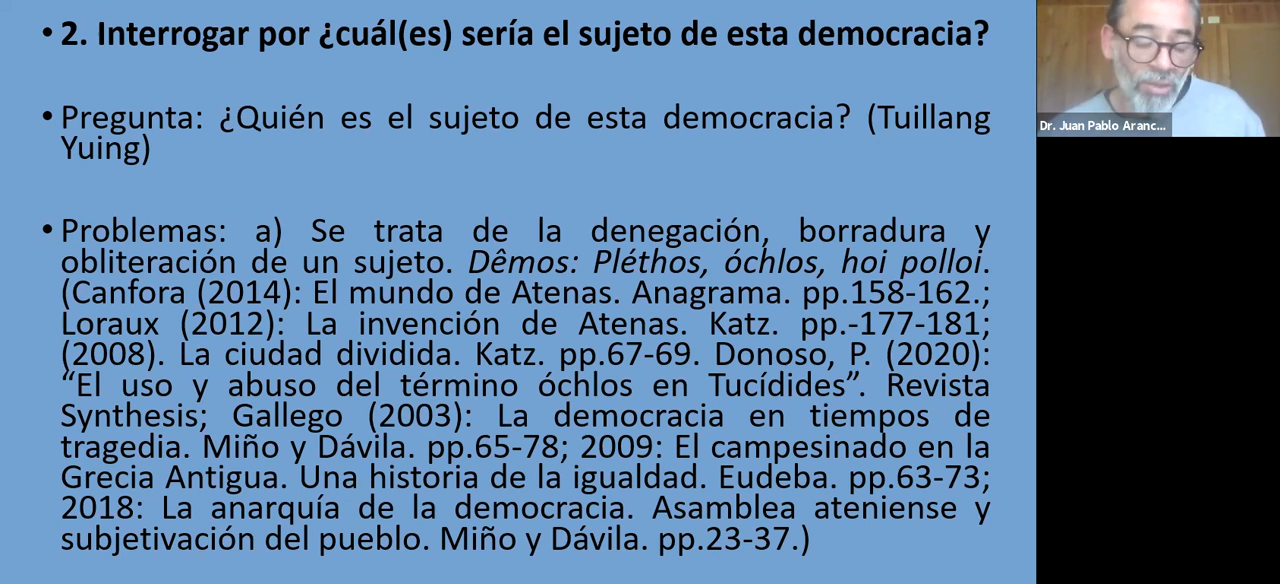 • 2. Interrogar por ¿cuál(es) sería el sujeto de esta democracia?
• Pregunta: ¿Quién es el sujeto de esta democracia? (Tuillang
Yuing)
• Problemas: a) Se trata de la denegación, borradura y
obliteración de un sujeto. Dêmos: Pléthos, óchlos, hoi polloi.
(Canfora (2014): El mundo de Atenas. Anagrama. pp.158-162.;
Loraux (2012): La invención de Atenas. Katz. pp.-177-181;
(2008). La ciudad dividida. Katz. pp.67-69. Donoso, P. (2020):
“El uso y abuso del término óchlos en Tucídides”. Revista
Synthesis; Gallego (2003): La democracia en tiempos de
tragedia. Miño y Dávila. pp.65-78; 2009: El campesinado en la
Grecia Antigua. Una historia de la igualdad. Eudeba. pp.63-73;
2018: La anarquía de la democracia. Asamblea ateniense y
subjetivación del pueblo. Miño y Dávila. pp.23-37.)
Dr. Juan Pablo Aranc...